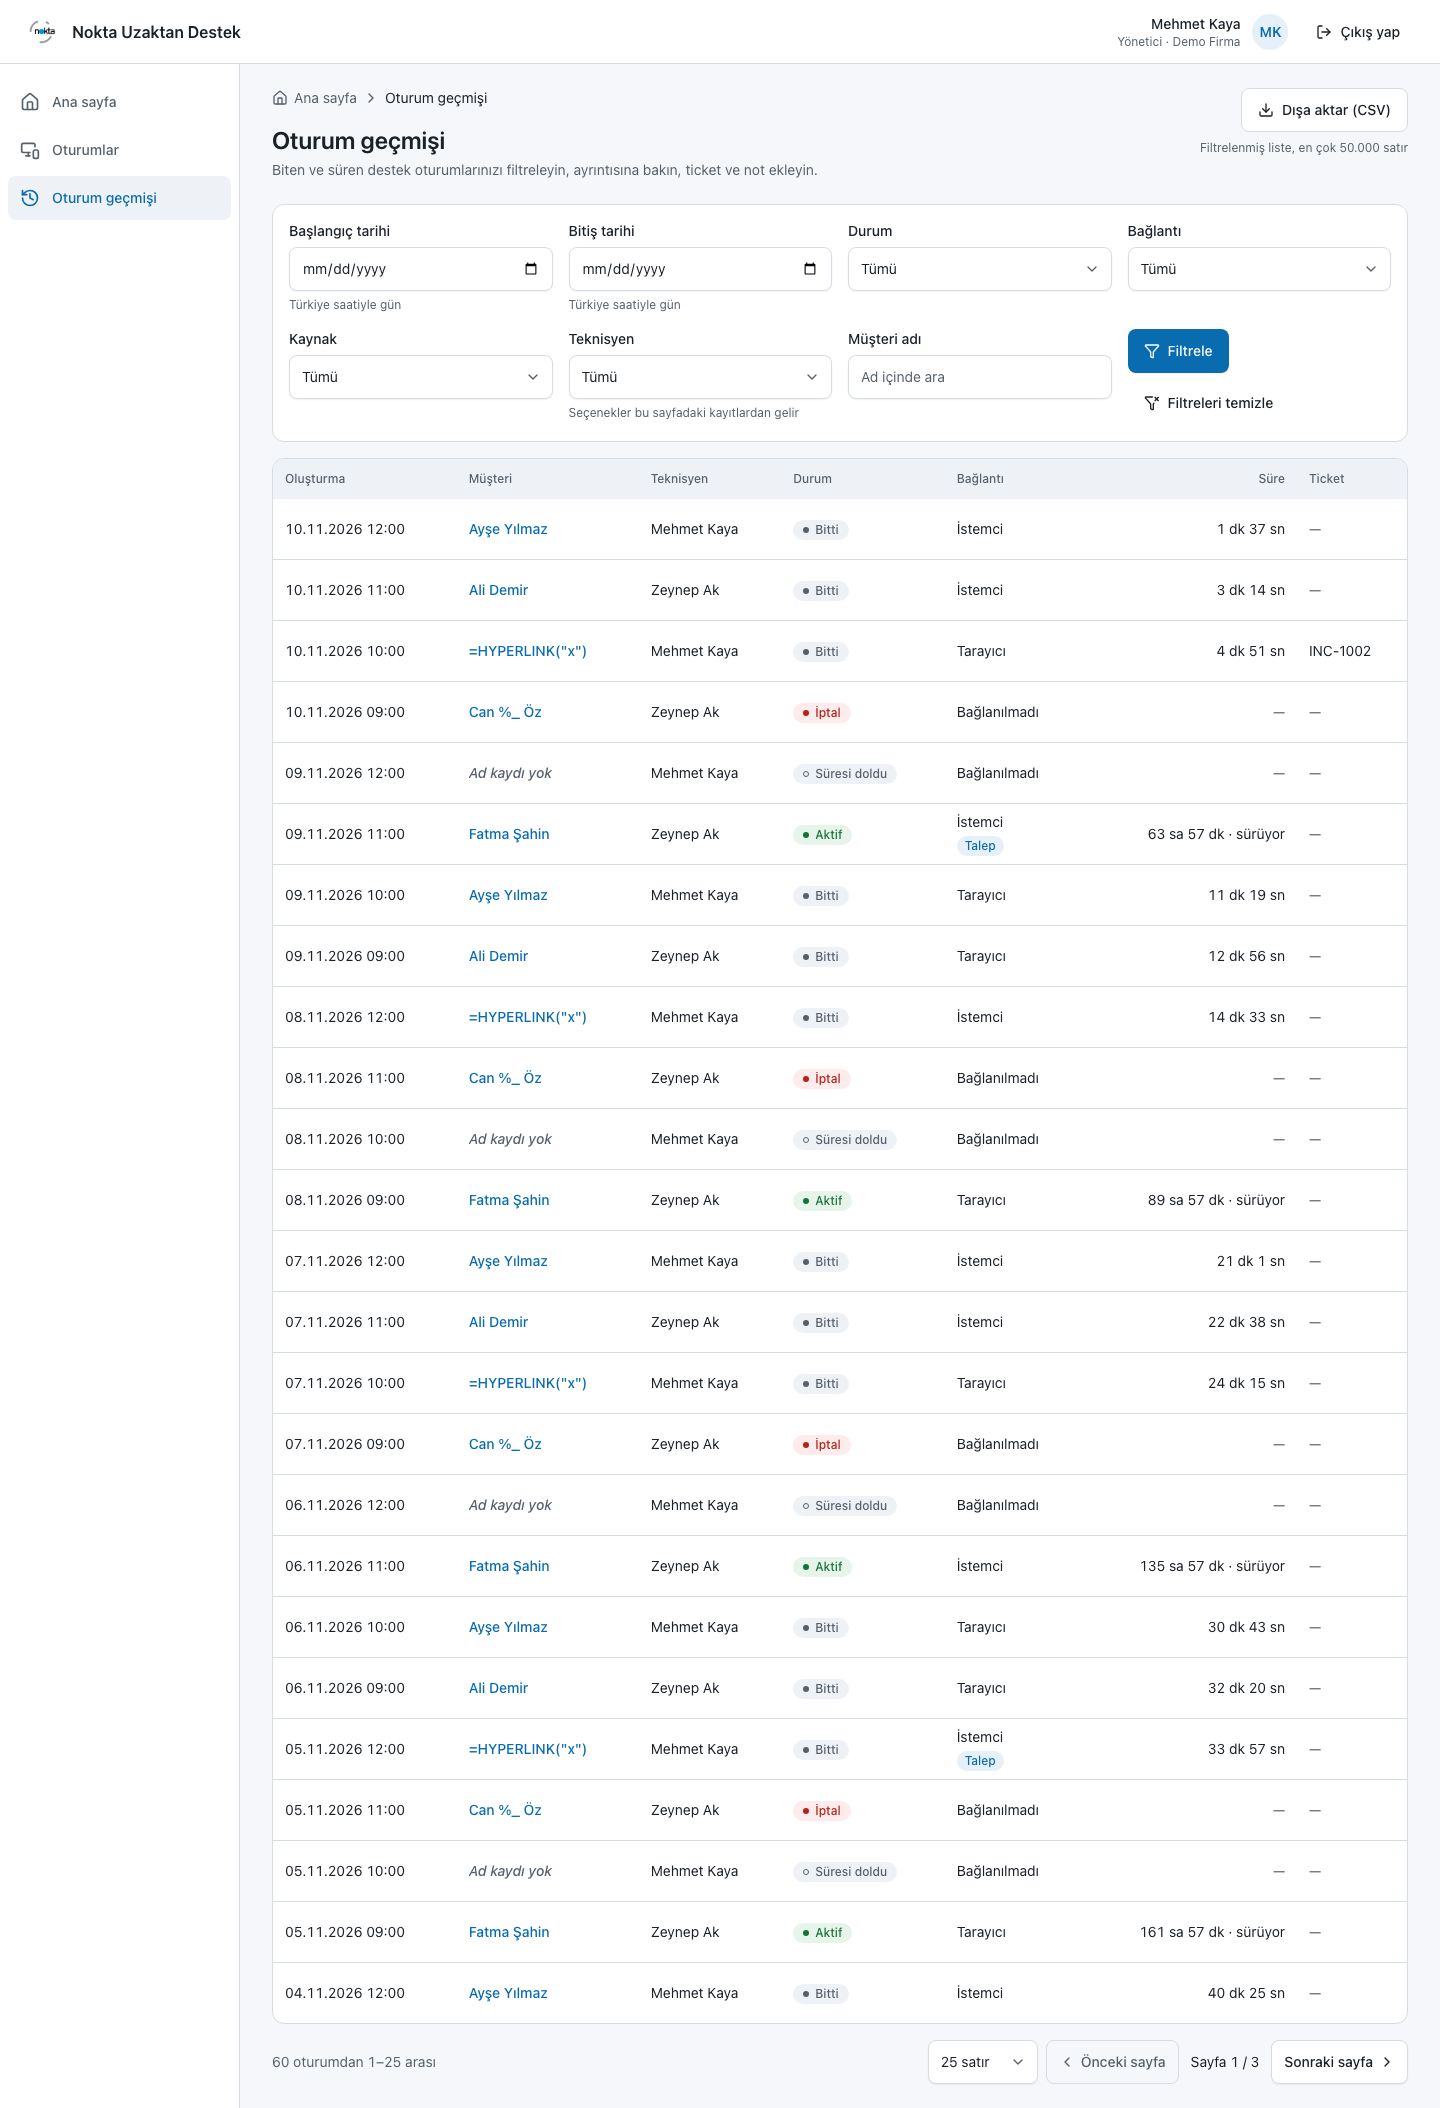 nokta Nokta Uzaktan Destek
Mehmet Kaya
Yönetici · Demo Firma
MK
Çıkış yap
Ana sayfa
Oturumlar
Oturum geçmişi
Ana sayfa > Oturum geçmişi
Oturum geçmişi
Biten ve süren destek oturumlarınızı filtreleyin, ayrıntısına bakın, ticket ve not ekleyin.
Dışa aktar (CSV)
Filtrelenmiş liste, en çok 50.000 satır
Başlangıç tarihi Bitiş tarihi Durum Bağlantı
mm/dd/yyyy mm/dd/yyyy Tümü Tümü
Türkiye saatiyle gün Türkiye saatiyle gün
Kaynak Teknisyen Müşteri adı
Tümü Tümü Ad içinde ara Filtrele
Seçenekler bu sayfadaki kayıtlardan gelir Filtreleri temizle
Oluşturma Müşteri Teknisyen Durum Bağlantı Süre Ticket
10.11.2026 12:00 Ayşe Yılmaz Mehmet Kaya Bitti İstemci 1 dk 37 sn —
10.11.2026 11:00 Ali Demir Zeynep Ak Bitti İstemci 3 dk 14 sn —
10.11.2026 10:00 =HYPERLINK("x") Mehmet Kaya Bitti Tarayıcı 4 dk 51 sn INC-1002
10.11.2026 09:00 Can %_ Öz Zeynep Ak İptal Bağlanılmadı — —
09.11.2026 12:00 Ad kaydı yok Mehmet Kaya Süresi doldu Bağlanılmadı — —
09.11.2026 11:00 Fatma Şahin Zeynep Ak Aktif İstemci Talep 63 sa 57 dk · sürüyor —
09.11.2026 10:00 Ayşe Yılmaz Mehmet Kaya Bitti Tarayıcı 11 dk 19 sn —
09.11.2026 09:00 Ali Demir Zeynep Ak Bitti Tarayıcı 12 dk 56 sn —
08.11.2026 12:00 =HYPERLINK("x") Mehmet Kaya Bitti İstemci 14 dk 33 sn —
08.11.2026 11:00 Can %_ Öz Zeynep Ak İptal Bağlanılmadı — —
08.11.2026 10:00 Ad kaydı yok Mehmet Kaya Süresi doldu Bağlanılmadı — —
08.11.2026 09:00 Fatma Şahin Zeynep Ak Aktif Tarayıcı 89 sa 57 dk · sürüyor —
07.11.2026 12:00 Ayşe Yılmaz Mehmet Kaya Bitti İstemci 21 dk 1 sn —
07.11.2026 11:00 Ali Demir Zeynep Ak Bitti İstemci 22 dk 38 sn —
07.11.2026 10:00 =HYPERLINK("x") Mehmet Kaya Bitti Tarayıcı 24 dk 15 sn —
07.11.2026 09:00 Can %_ Öz Zeynep Ak İptal Bağlanılmadı — —
06.11.2026 12:00 Ad kaydı yok Mehmet Kaya Süresi doldu Bağlanılmadı — —
06.11.2026 11:00 Fatma Şahin Zeynep Ak Aktif İstemci 135 sa 57 dk · sürüyor —
06.11.2026 10:00 Ayşe Yılmaz Mehmet Kaya Bitti Tarayıcı 30 dk 43 sn —
06.11.2026 09:00 Ali Demir Zeynep Ak Bitti Tarayıcı 32 dk 20 sn —
05.11.2026 12:00 =HYPERLINK("x") Mehmet Kaya Bitti İstemci Talep 33 dk 57 sn —
05.11.2026 11:00 Can %_ Öz Zeynep Ak İptal Bağlanılmadı — —
05.11.2026 10:00 Ad kaydı yok Mehmet Kaya Süresi doldu Bağlanılmadı — —
05.11.2026 09:00 Fatma Şahin Zeynep Ak Aktif Tarayıcı 161 sa 57 dk · sürüyor —
04.11.2026 12:00 Ayşe Yılmaz Mehmet Kaya Bitti İstemci 40 dk 25 sn —
60 oturumdan 1–25 arası 25 satır Önceki sayfa Sayfa 1 / 3 Sonraki sayfa